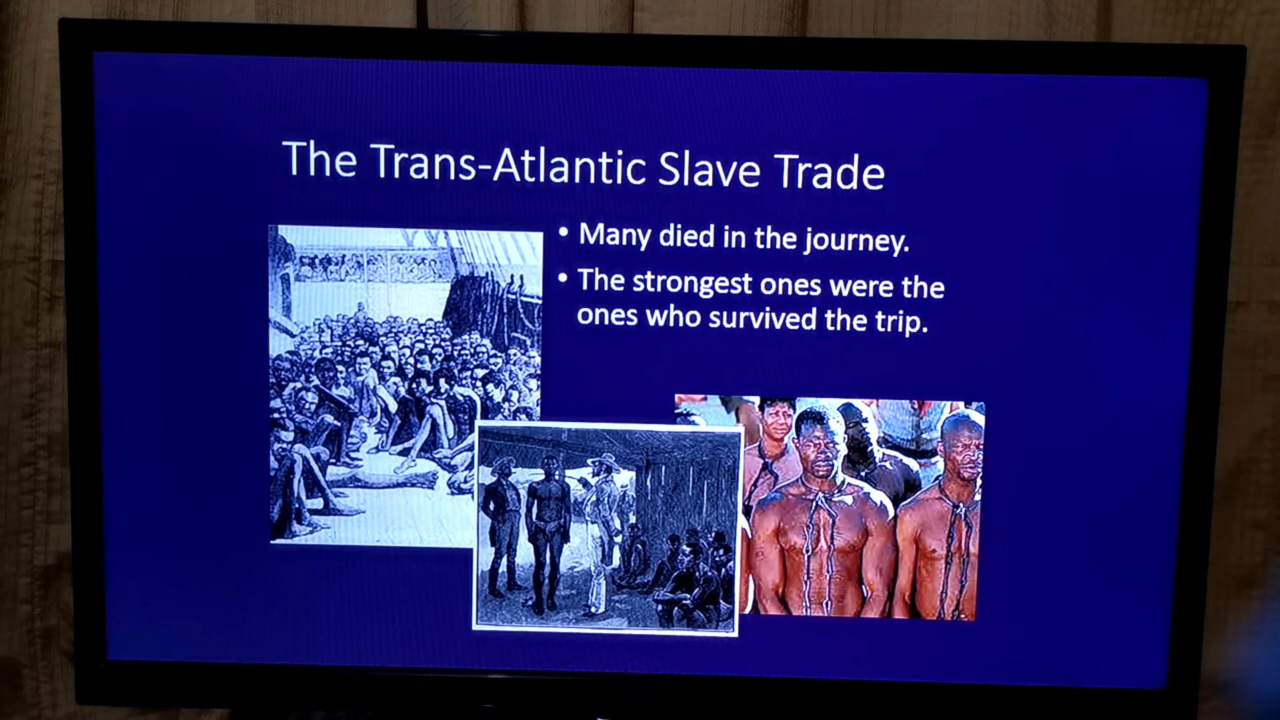 The Trans-Atlantic Slave Trade
• Many died in the journey.
• The strongest ones were the
ones who survived the trip.